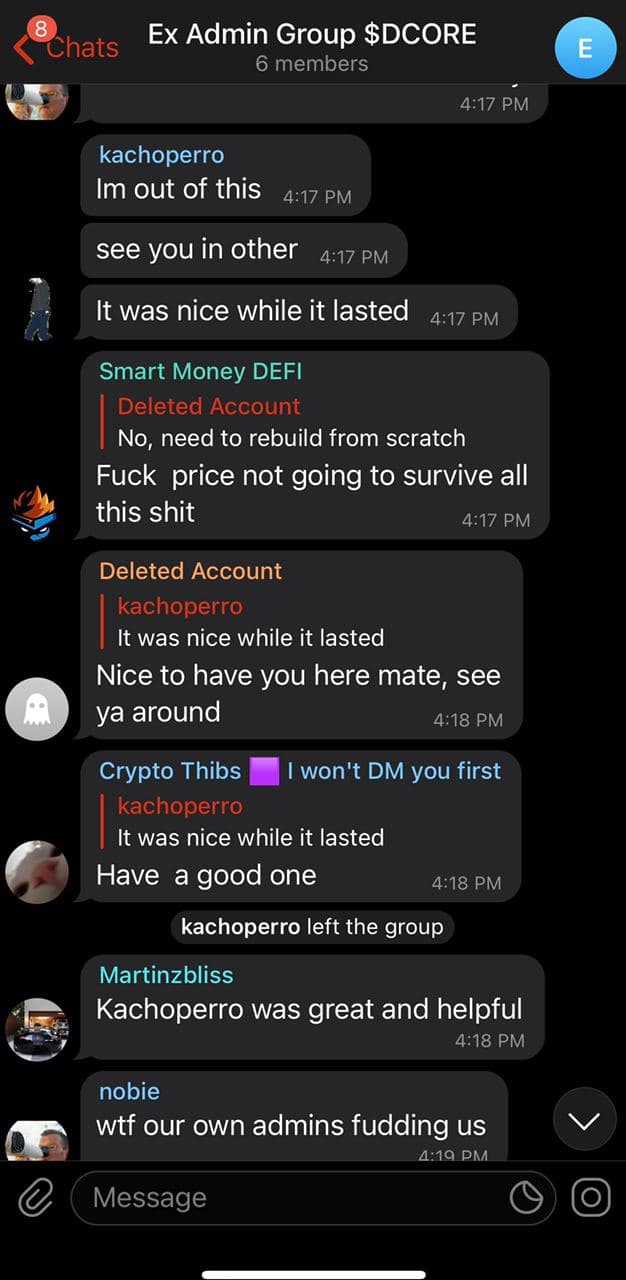 8
Chats
Ex Admin Group $DCORE
6 members
E
4:17 PM
kachoperro
Im out of this 4:17 PM
see you in other 4:17 PM
It was nice while it lasted 4:17 PM
Smart Money DEFI
Deleted Account
No, need to rebuild from scratch
Fuck price not going to survive all
this shit 4:17 PM
Deleted Account
kachoperro
It was nice while it lasted
Nice to have you here mate, see
ya around 4:18 PM
Crypto Thibs 🟪 I won't DM you first
kachoperro
It was nice while it lasted
Have a good one 4:18 PM
kachoperro left the group
Martinzbliss
Kachoperro was great and helpful
4:18 PM
nobie
wtf our own admins fudding us
4:19 PM
Message